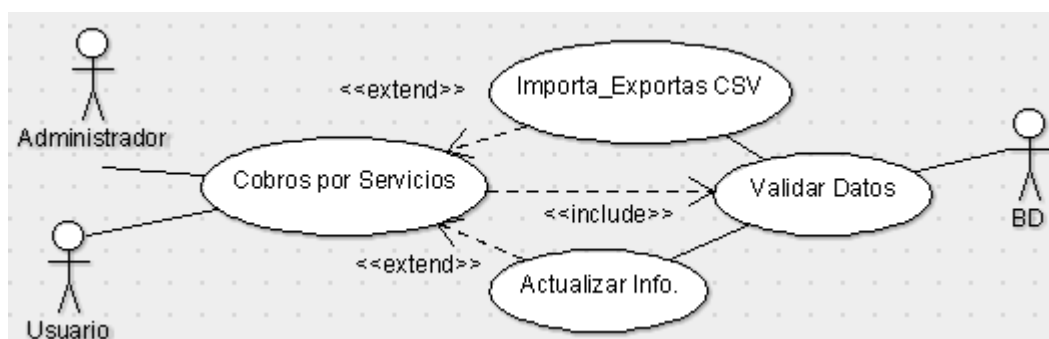 Importa_Exportas CSV
<<extend>>
Administrador
Cobros por Servicios
Validar Datos
<<include>>
BD
<<extend>>
Actualizar Info.
Usuario